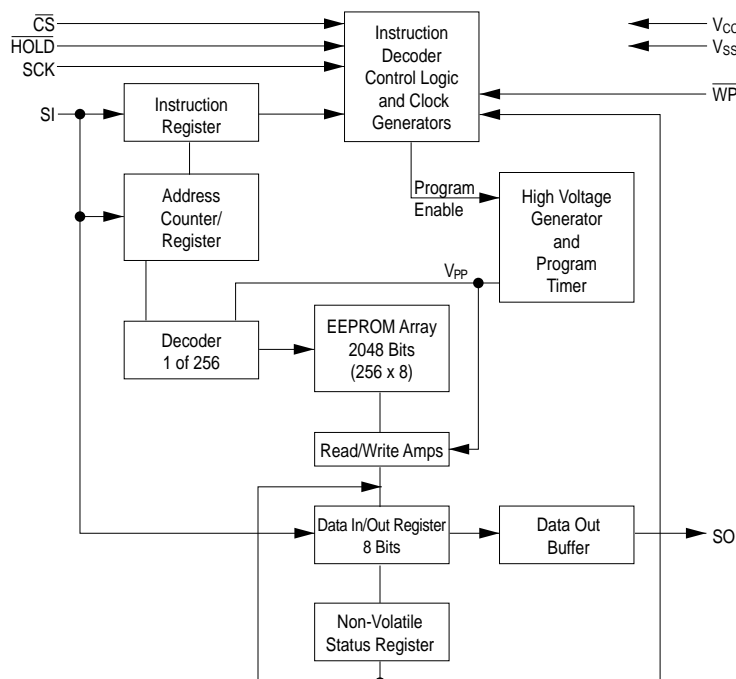 CS
HOLD
SCK
SI
Instruction
Decoder
Control Logic
and Clock
Generators
VCC
VSS
WP
Instruction
Register
Address
Counter/
Register
Program
Enable
High Voltage
Generator
and
Program
Timer
VPP
Decoder
1 of 256
EEPROM Array
2048 Bits
(256 x 8)
Read/Write Amps
Data In/Out Register
8 Bits
Data Out
Buffer
SO
Non-Volatile
Status Register